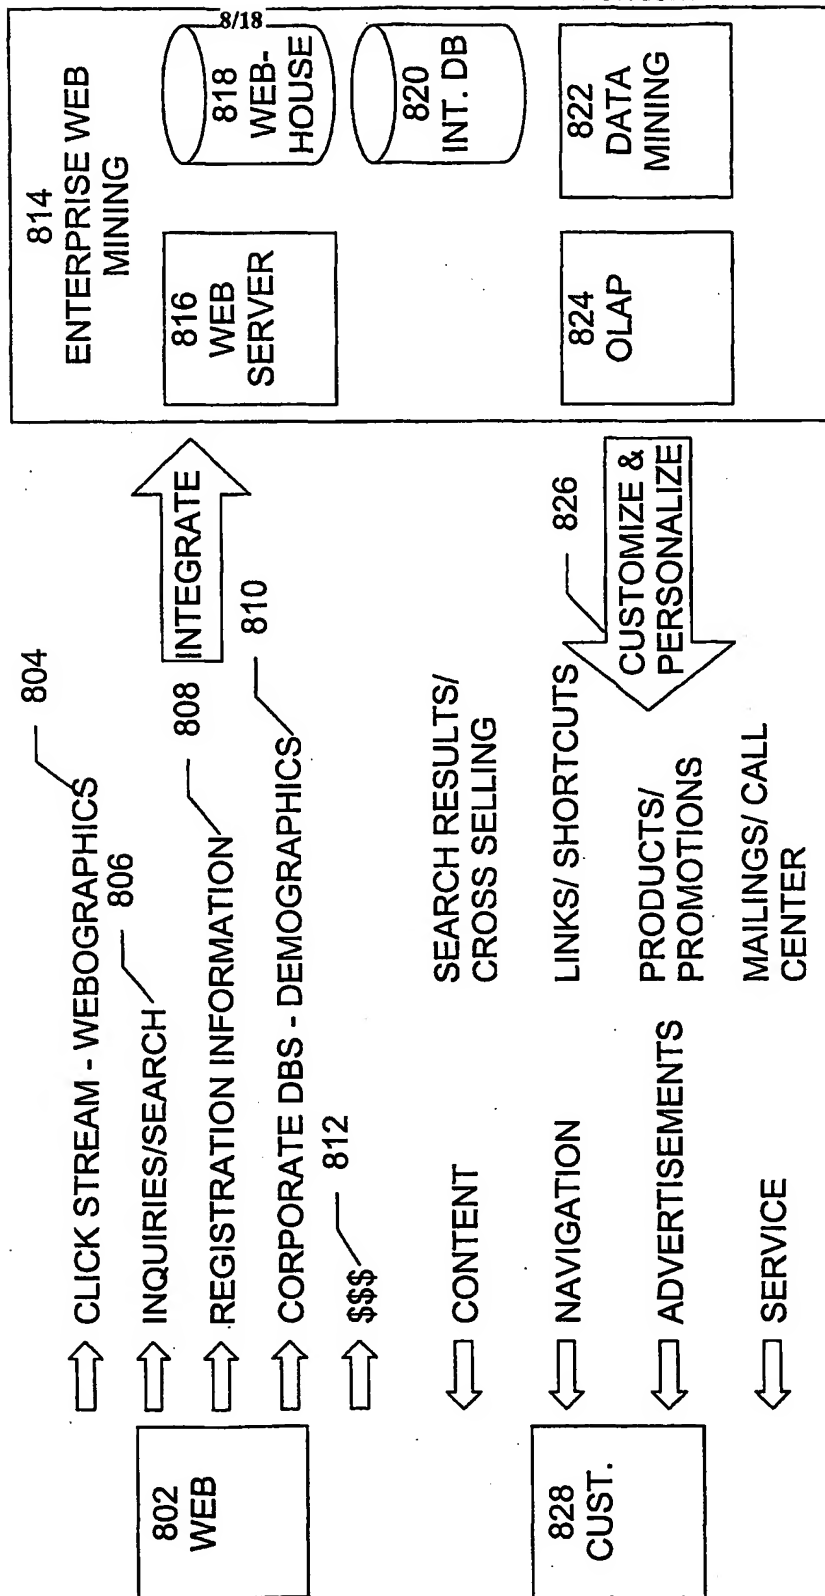 8/18
814
ENTERPRISE WEB
MINING
816
WEB
SERVER
818
WEB-
HOUSE
820
INT. DB
824
OLAP
822
DATA
MINING
802
WEB
CLICK STREAM - WEBOGRAPHICS
804
INQUIRIES/SEARCH
806
REGISTRATION INFORMATION
808
CORPORATE DBS - DEMOGRAPHICS
810
$$$
812
INTEGRATE
828
CUST.
CONTENT
SEARCH RESULTS/
CROSS SELLING
NAVIGATION
LINKS/ SHORTCUTS
ADVERTISEMENTS
PRODUCTS/
PROMOTIONS
SERVICE
MAILINGS/ CALL
CENTER
CUSTOMIZE &
PERSONALIZE
826